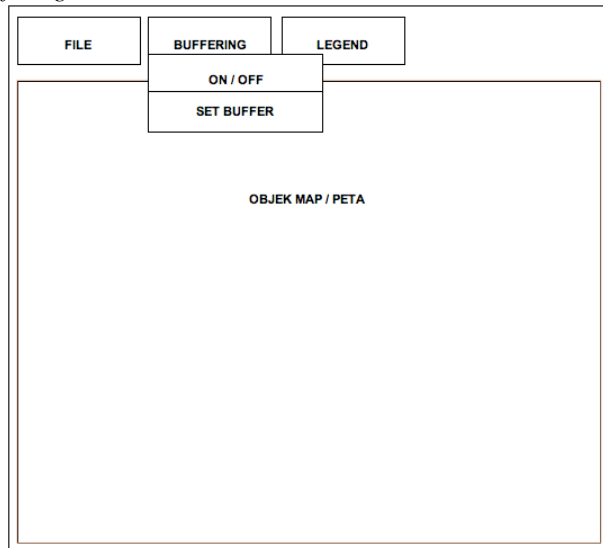 FILE BUFFERING LEGEND
ON / OFF
SET BUFFER
OBJEK MAP / PETA